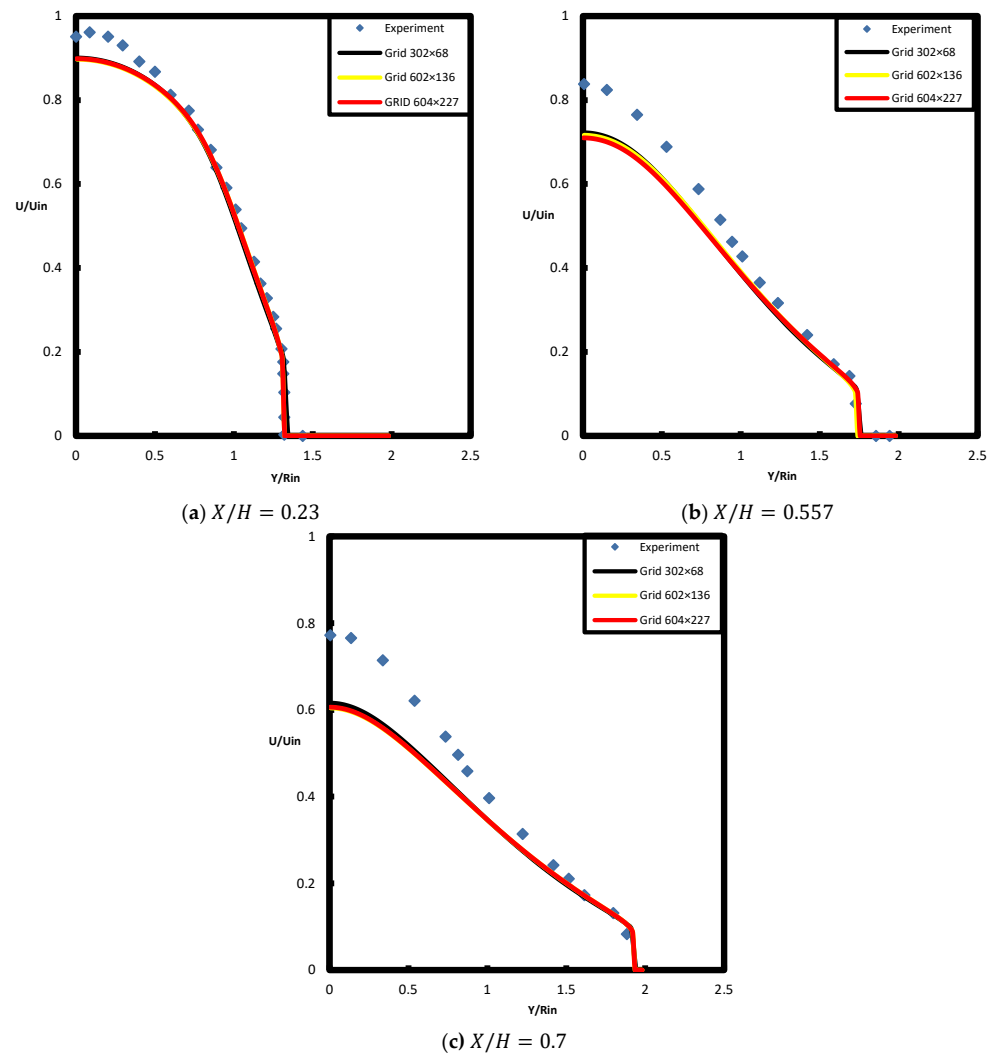 1
0.8
0.6
U/Uin
0.4
0.2
0
0 0.5 1 1.5 2 2.5
Y/Rin
Experiment
Grid 302×68
Grid 602×136
GRID 604×227
(a) X/H = 0.23
1
0.8
0.6
U/Uin
0.4
0.2
0
0 0.5 1 1.5 2 2.5
Y/Rin
Experiment
Grid 302×68
Grid 602×136
Grid 604×227
(b) X/H = 0.557
1
0.8
0.6
U/Uin
0.4
0.2
0
0 0.5 1 1.5 2 2.5
Y/Rin
Experiment
Grid 302×68
Grid 602×136
Grid 604×227
(c) X/H = 0.7